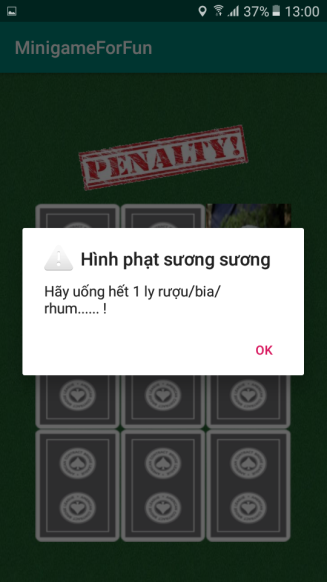 37% 13:00
MinigameForFun
PENALTY!
Hình phạt sương sương
Hãy uống hết 1 ly rượu/bia/
rhum...... !
OK